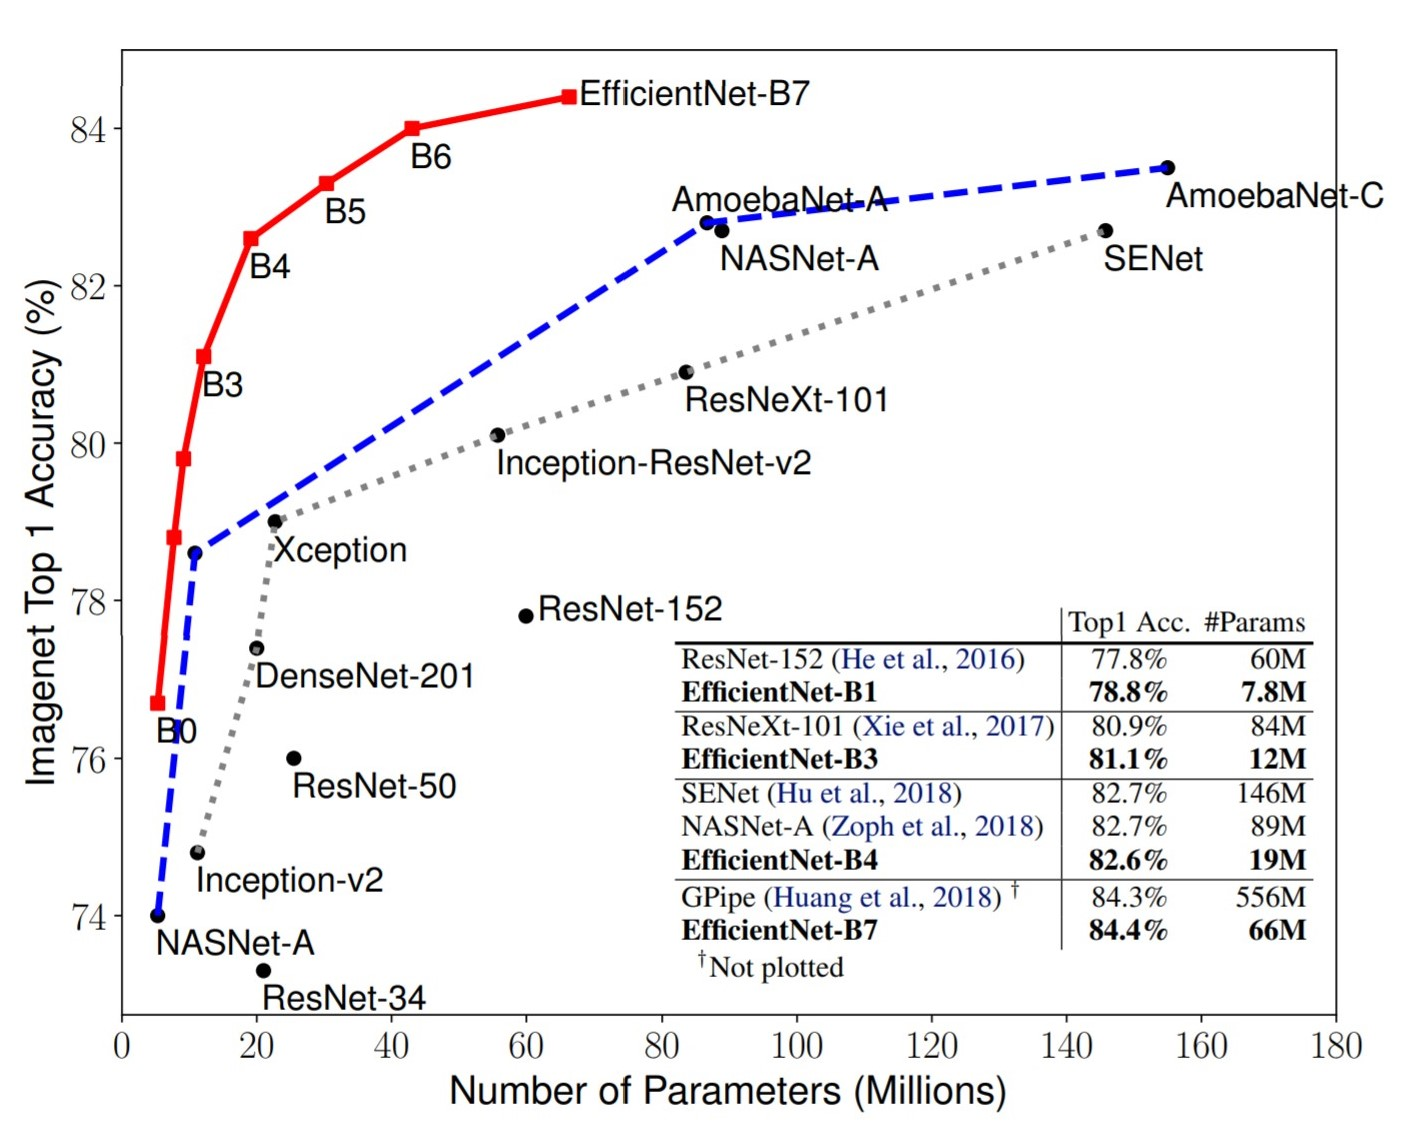 EfficientNet-B7
84
B6
AmoebaNet-A
AmoebaNet-C
B5
NASNet-A
SENet
B4
82
B3
ResNeXt-101
80
Inception-ResNet-v2
Xception
78
ResNet-152
DenseNet-201
B0
76
ResNet-50
Inception-v2
74
NASNet-A
ResNet-34
Imagenet Top 1 Accuracy (%)
0 20 40 60 80 100 120 140 160 180
Number of Parameters (Millions)
Top1 Acc. #Params
ResNet-152 (He et al., 2016) 77.8% 60M
EfficientNet-B1 78.8% 7.8M
ResNeXt-101 (Xie et al., 2017) 80.9% 84M
EfficientNet-B3 81.1% 12M
SENet (Hu et al., 2018) 82.7% 146M
NASNet-A (Zoph et al., 2018) 82.7% 89M
EfficientNet-B4 82.6% 19M
GPipe (Huang et al., 2018) † 84.3% 556M
EfficientNet-B7 84.4% 66M
†Not plotted